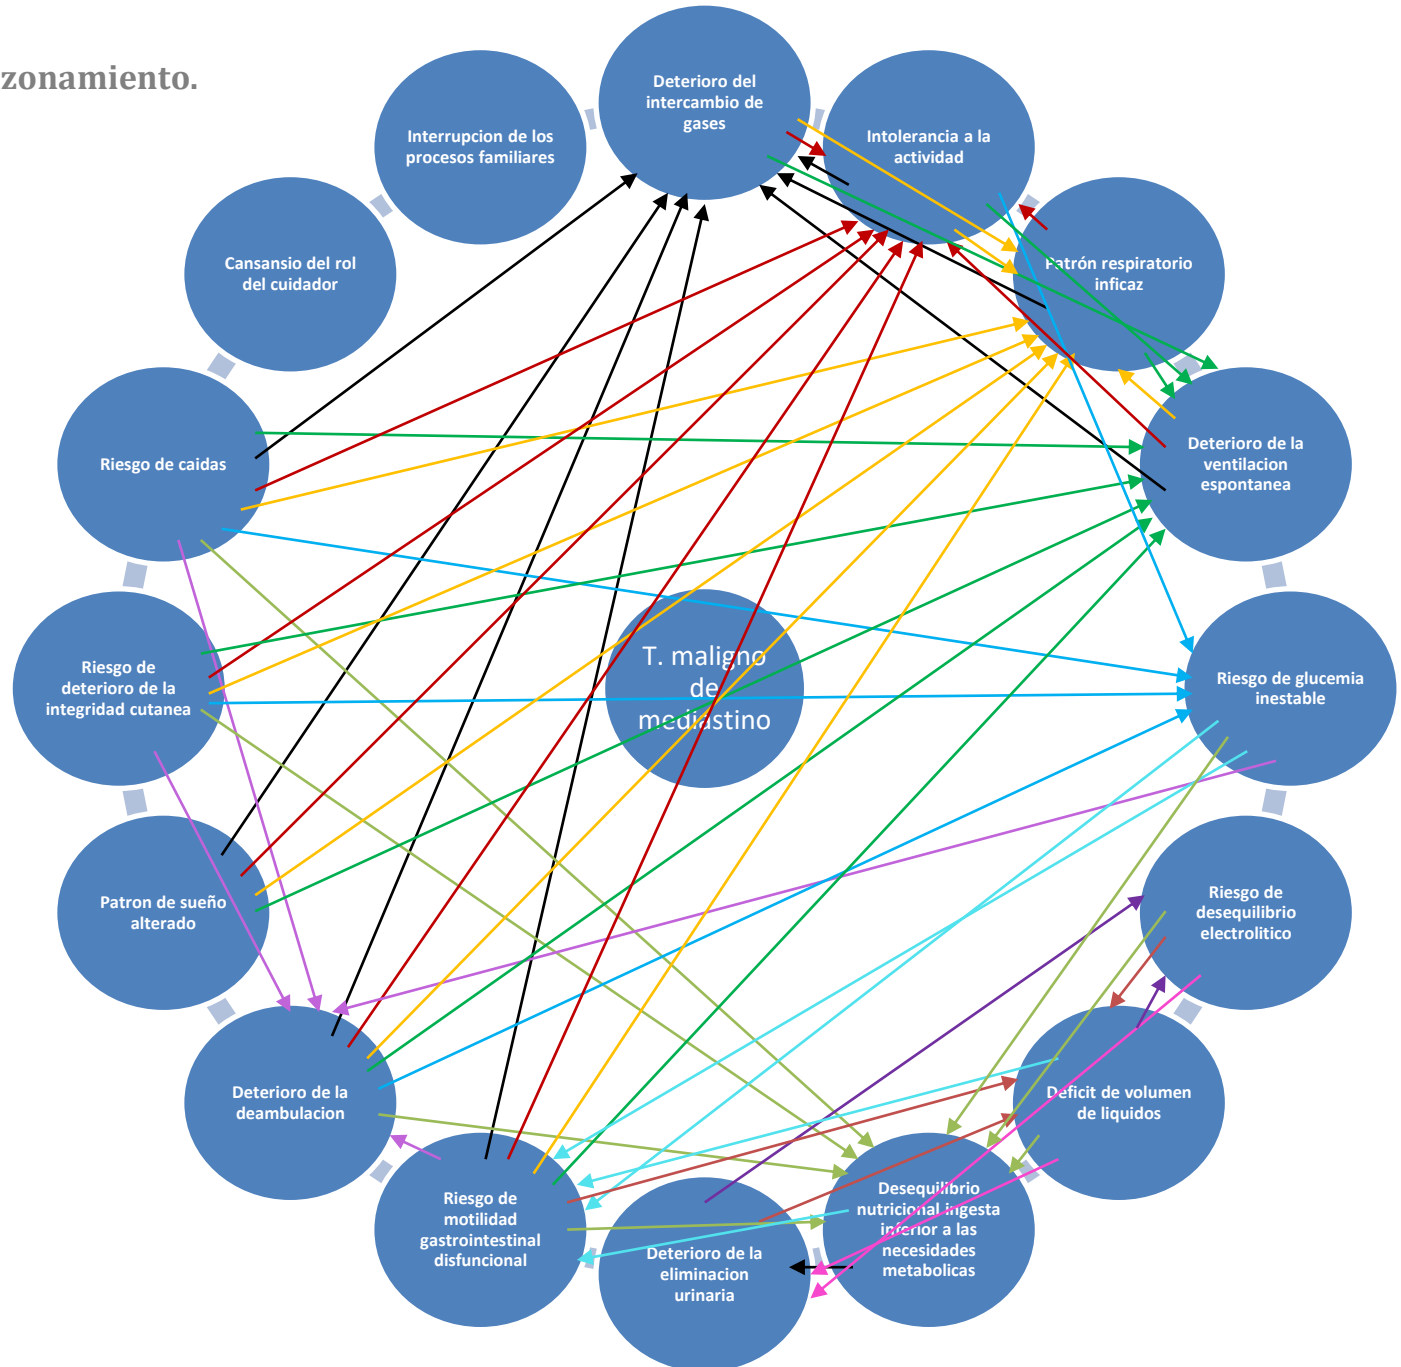 zonamiento.
Deterioro del
intercambio de
gases
Intolerancia a la
actividad
Patrón respiratorio
inficaz
Deterioro de la
ventilacion
espontanea
Riesgo de glucemia
inestable
Riesgo de
desequilibrio
electrolitico
Deficit de volumen
de liquidos
Desequilibrio
nutricional ingesta
inferior a las
necesidades
metabolicas
Deterioro de la
eliminacion
urinaria
Riesgo de
motilidad
gastrointestinal
disfuncional
Deterioro de la
deambulacion
Patron de sueño
alterado
Riesgo de
deterioro de la
integridad cutanea
Riesgo de caidas
Cansansio del rol
del cuidador
Interrupcion de los
procesos familiares
T. maligno
de
mediastino